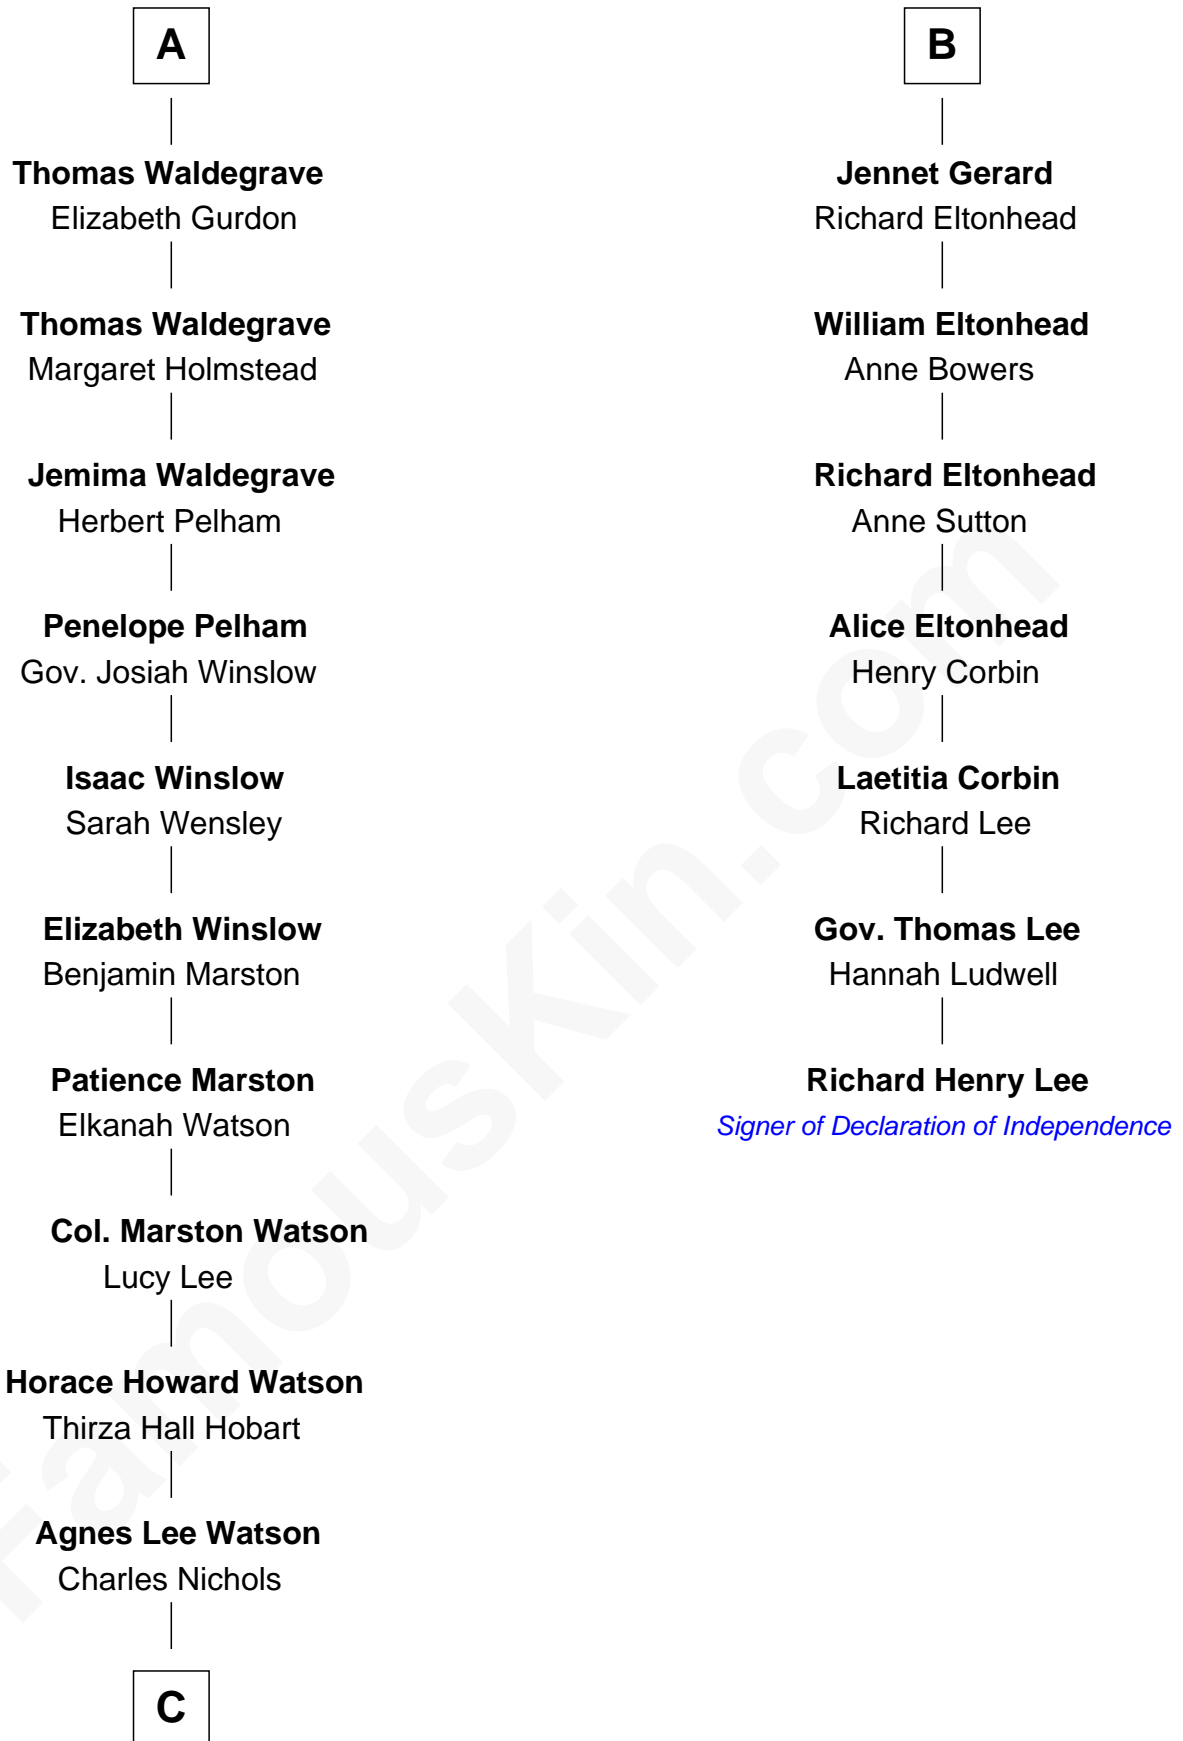 A
Thomas Waldegrave
Elizabeth Gurdon
Thomas Waldegrave
Margaret Holmstead
Jemima Waldegrave
Herbert Pelham
Penelope Pelham
Gov. Josiah Winslow
Isaac Winslow
Sarah Wensley
Elizabeth Winslow
Benjamin Marston
Patience Marston
Elkanah Watson
Col. Marston Watson
Lucy Lee
Horace Howard Watson
Thirza Hall Hobart
Agnes Lee Watson
Charles Nichols
C
B
Jennet Gerard
Richard Eltonhead
William Eltonhead
Anne Bowers
Richard Eltonhead
Anne Sutton
Alice Eltonhead
Henry Corbin
Laetitia Corbin
Richard Lee
Gov. Thomas Lee
Hannah Ludwell
Richard Henry Lee
Signer of Declaration of Independence
FamousKin.com